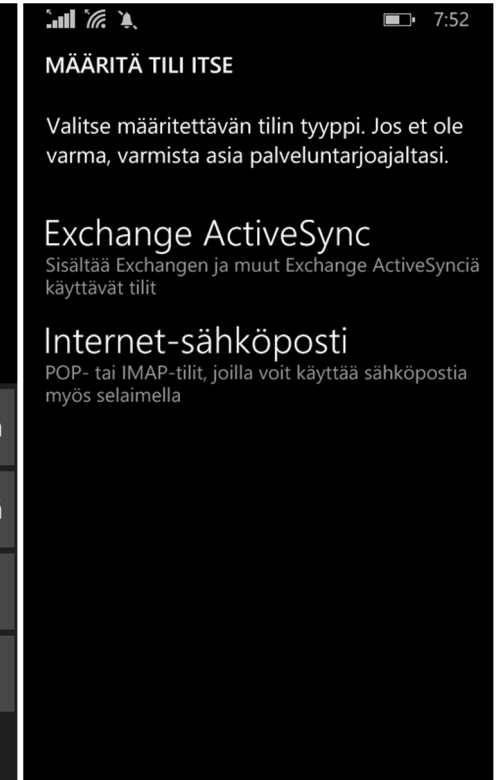 7:52
MÄÄRITÄ TILI ITSE
Valitse määritettävän tilin tyyppi. Jos et ole
varma, varmista asia palveluntarjoajaltasi.
Exchange ActiveSync
Sisältää Exchangen ja muut Exchange ActiveSynciä
käyttävät tilit
Internet-sähköposti
POP- tai IMAP-tilit, joilla voit käyttää sähköpostia
myös selaimella